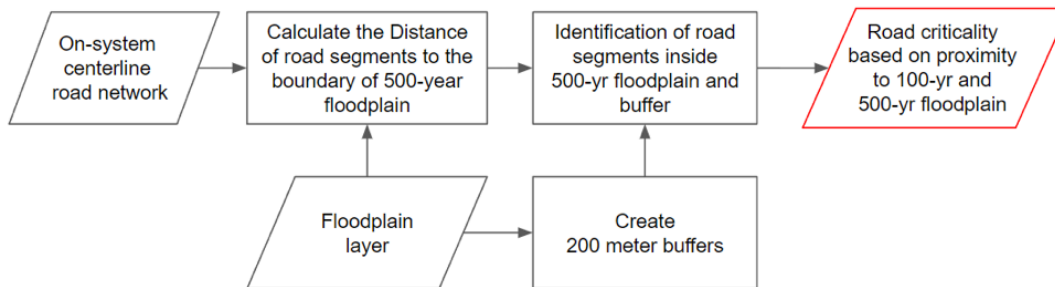 On-system
centerline
road network
Calculate the Distance
of road segments to the
boundary of 500-year
floodplain
Identification of road
segments inside
500-yr floodplain and
buffer
Road criticality
based on proximity
to 100-yr and
500-yr floodplain
Floodplain
layer
Create
200 meter buffers